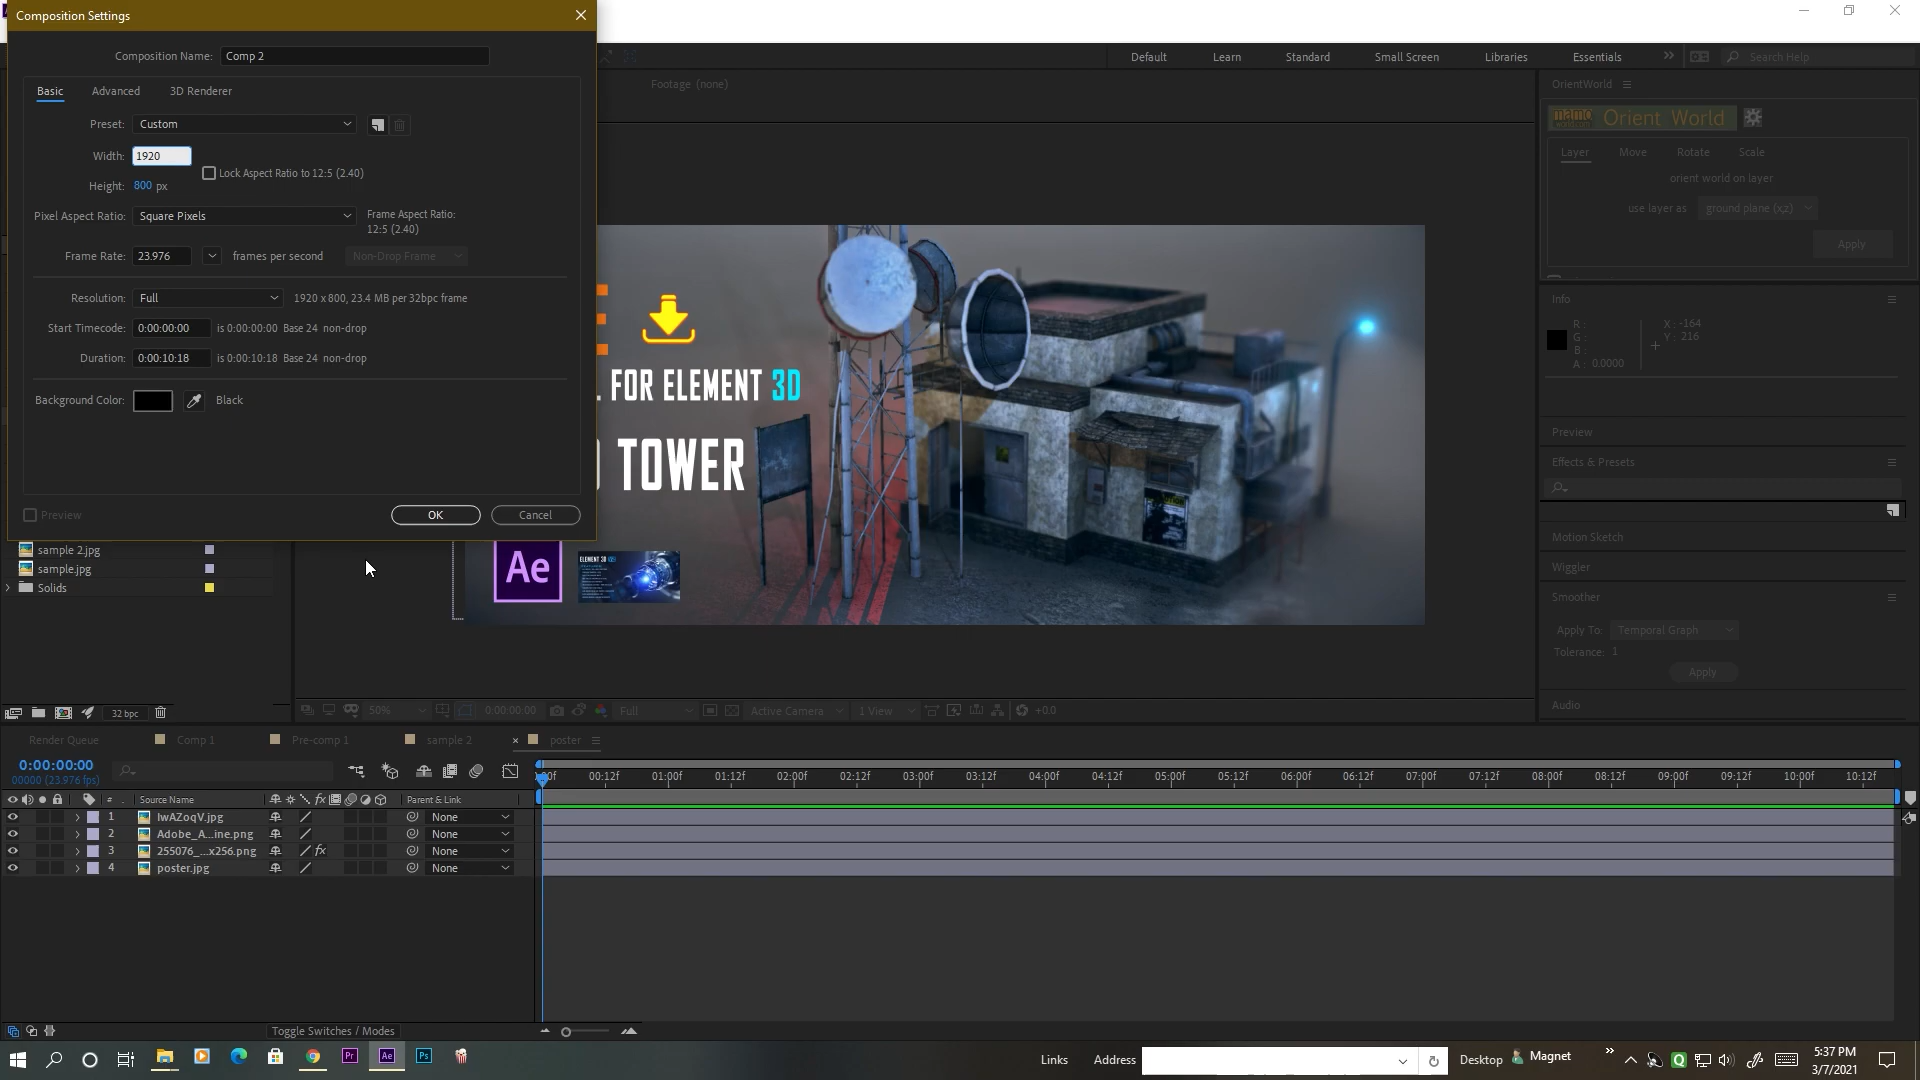 Composition Settings
Composition Name: Comp 2
Basic Advanced 3D Renderer
Preset: Custom
Width: 1920
Lock Aspect Ratio to 12:5 (2.40)
Height: 800 px
Pixel Aspect Ratio: Square Pixels
Frame Aspect Ratio:
12:5 (2.40)
Frame Rate: 23.976 frames per second Non-Drop Frame
Resolution: Full 1920 x 800, 23.4 MB per 32bpc frame
Start Timecode: 0:00:00:00 is 0:00:00:00 Base 24 non-drop
Duration: 0:00:10:18 is 0:00:10:18 Base 24 non-drop
Background Color: Black
Preview OK Cancel
Default Learn Standard Small Screen Libraries Essentials Search Help
Footage (none)
FOR ELEMENT 3D
TOWER
Ae
ELEMENT 3D
OrientWorld
Orient World
Layer Move Rotate Scale
orient world on layer
use layer as ground plane (x,z)
Apply
Info
R: X: -164
G: Y: 216
B:
A: 0.0000
Preview
Effects & Presets
Motion Sketch
Wiggler
Smoother
Apply To: Temporal Graph
Tolerance: 1
Apply
Audio
sample 2.jpg
sample.jpg
Solids
32 bpc
50% 0:00:00:00 Full Active Camera 1 View +0.0
Render Queue Comp 1 Pre-comp 1 sample 2 × poster
0:00:00:00
00000 (23.976 fps)
00:12f 01:00f 01:12f 02:00f 02:12f 03:00f 03:12f 04:00f 04:12f 05:00f 05:12f 06:00f 06:12f 07:00f 07:12f 08:00f 08:12f 09:00f 09:12f 10:00f 10:12f
# Source Name fx Parent & Link
1 IwAZoqV.jpg None
2 Adobe_A...ine.png None
3 255076_...x256.png fx None
4 poster.jpg None
Toggle Switches / Modes
Pr Ae Ps
Links Address Desktop Magnet
5:37 PM
3/7/2021